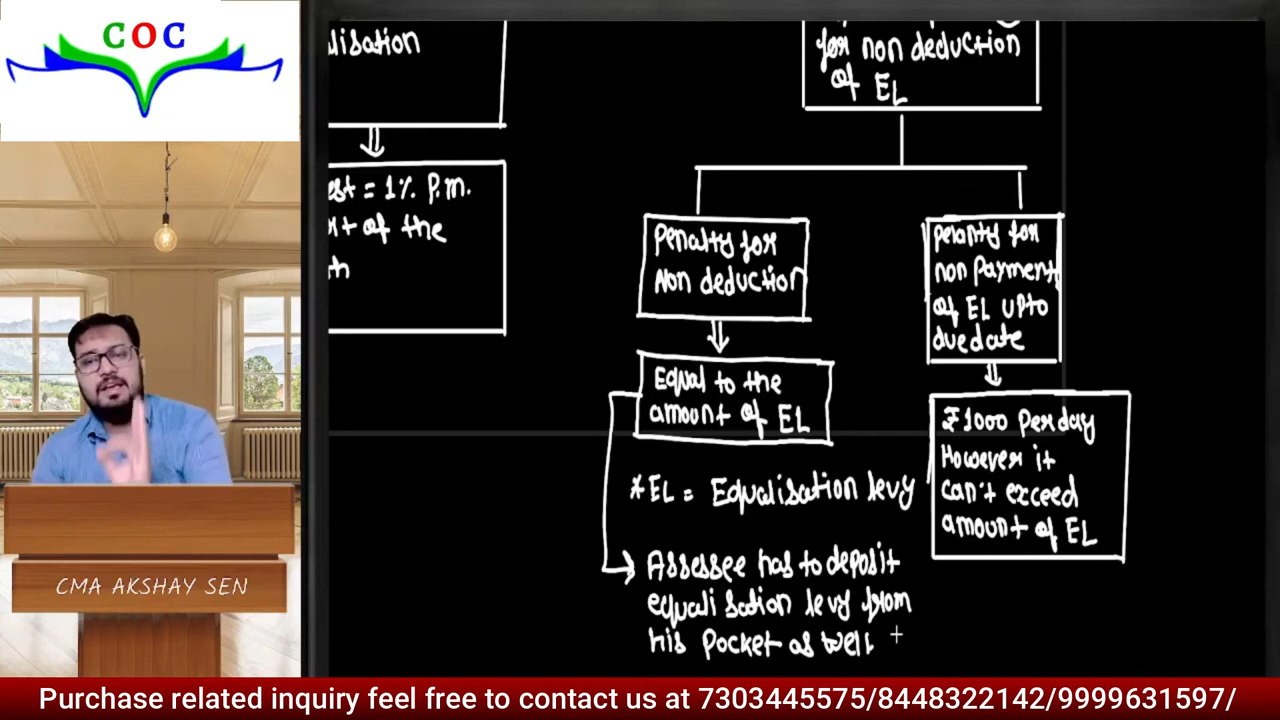 COC
lisation
est = 1% P.m.
of the
for non deduction
of EL
Penalty for
Non deduction
Penalty for
non Payment
of EL upto
due date
Equal to the
amount of EL
₹1000 Per day
However it
can't exceed
amount of EL
*EL = Equalisation levy
Assessee has to deposit
equalisation levy from
his pocket as well
CMA AKSHAY SEN
Purchase related inquiry feel free to contact us at 7303445575/8448322142/9999631597/